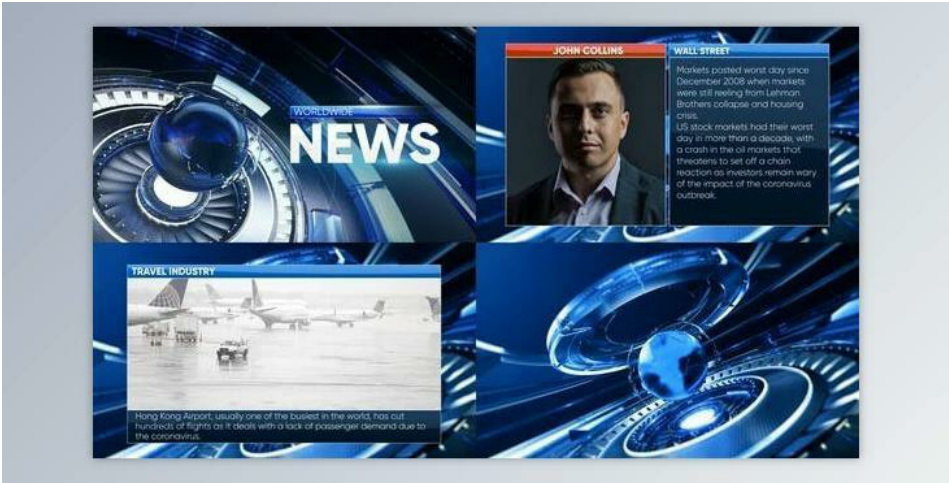 WORLDWIDE
NEWS
JOHN COLLINS
WALL STREET
Markets posted worst day since
December 2008 when markets
were still reeling from Lehman
Brothers collapse and housing
crisis.
US stock markets had their worst
day in more than a decade, with
a crash in the oil markets that
threatens to set off a chain
reaction as investors remain wary
of the impact of the coronavirus
outbreak.
TRAVEL INDUSTRY
Hong Kong Airport, usually one of the busiest in the world, has cut
hundreds of flights as it deals with a lack of passenger demand due to
the coronavirus.